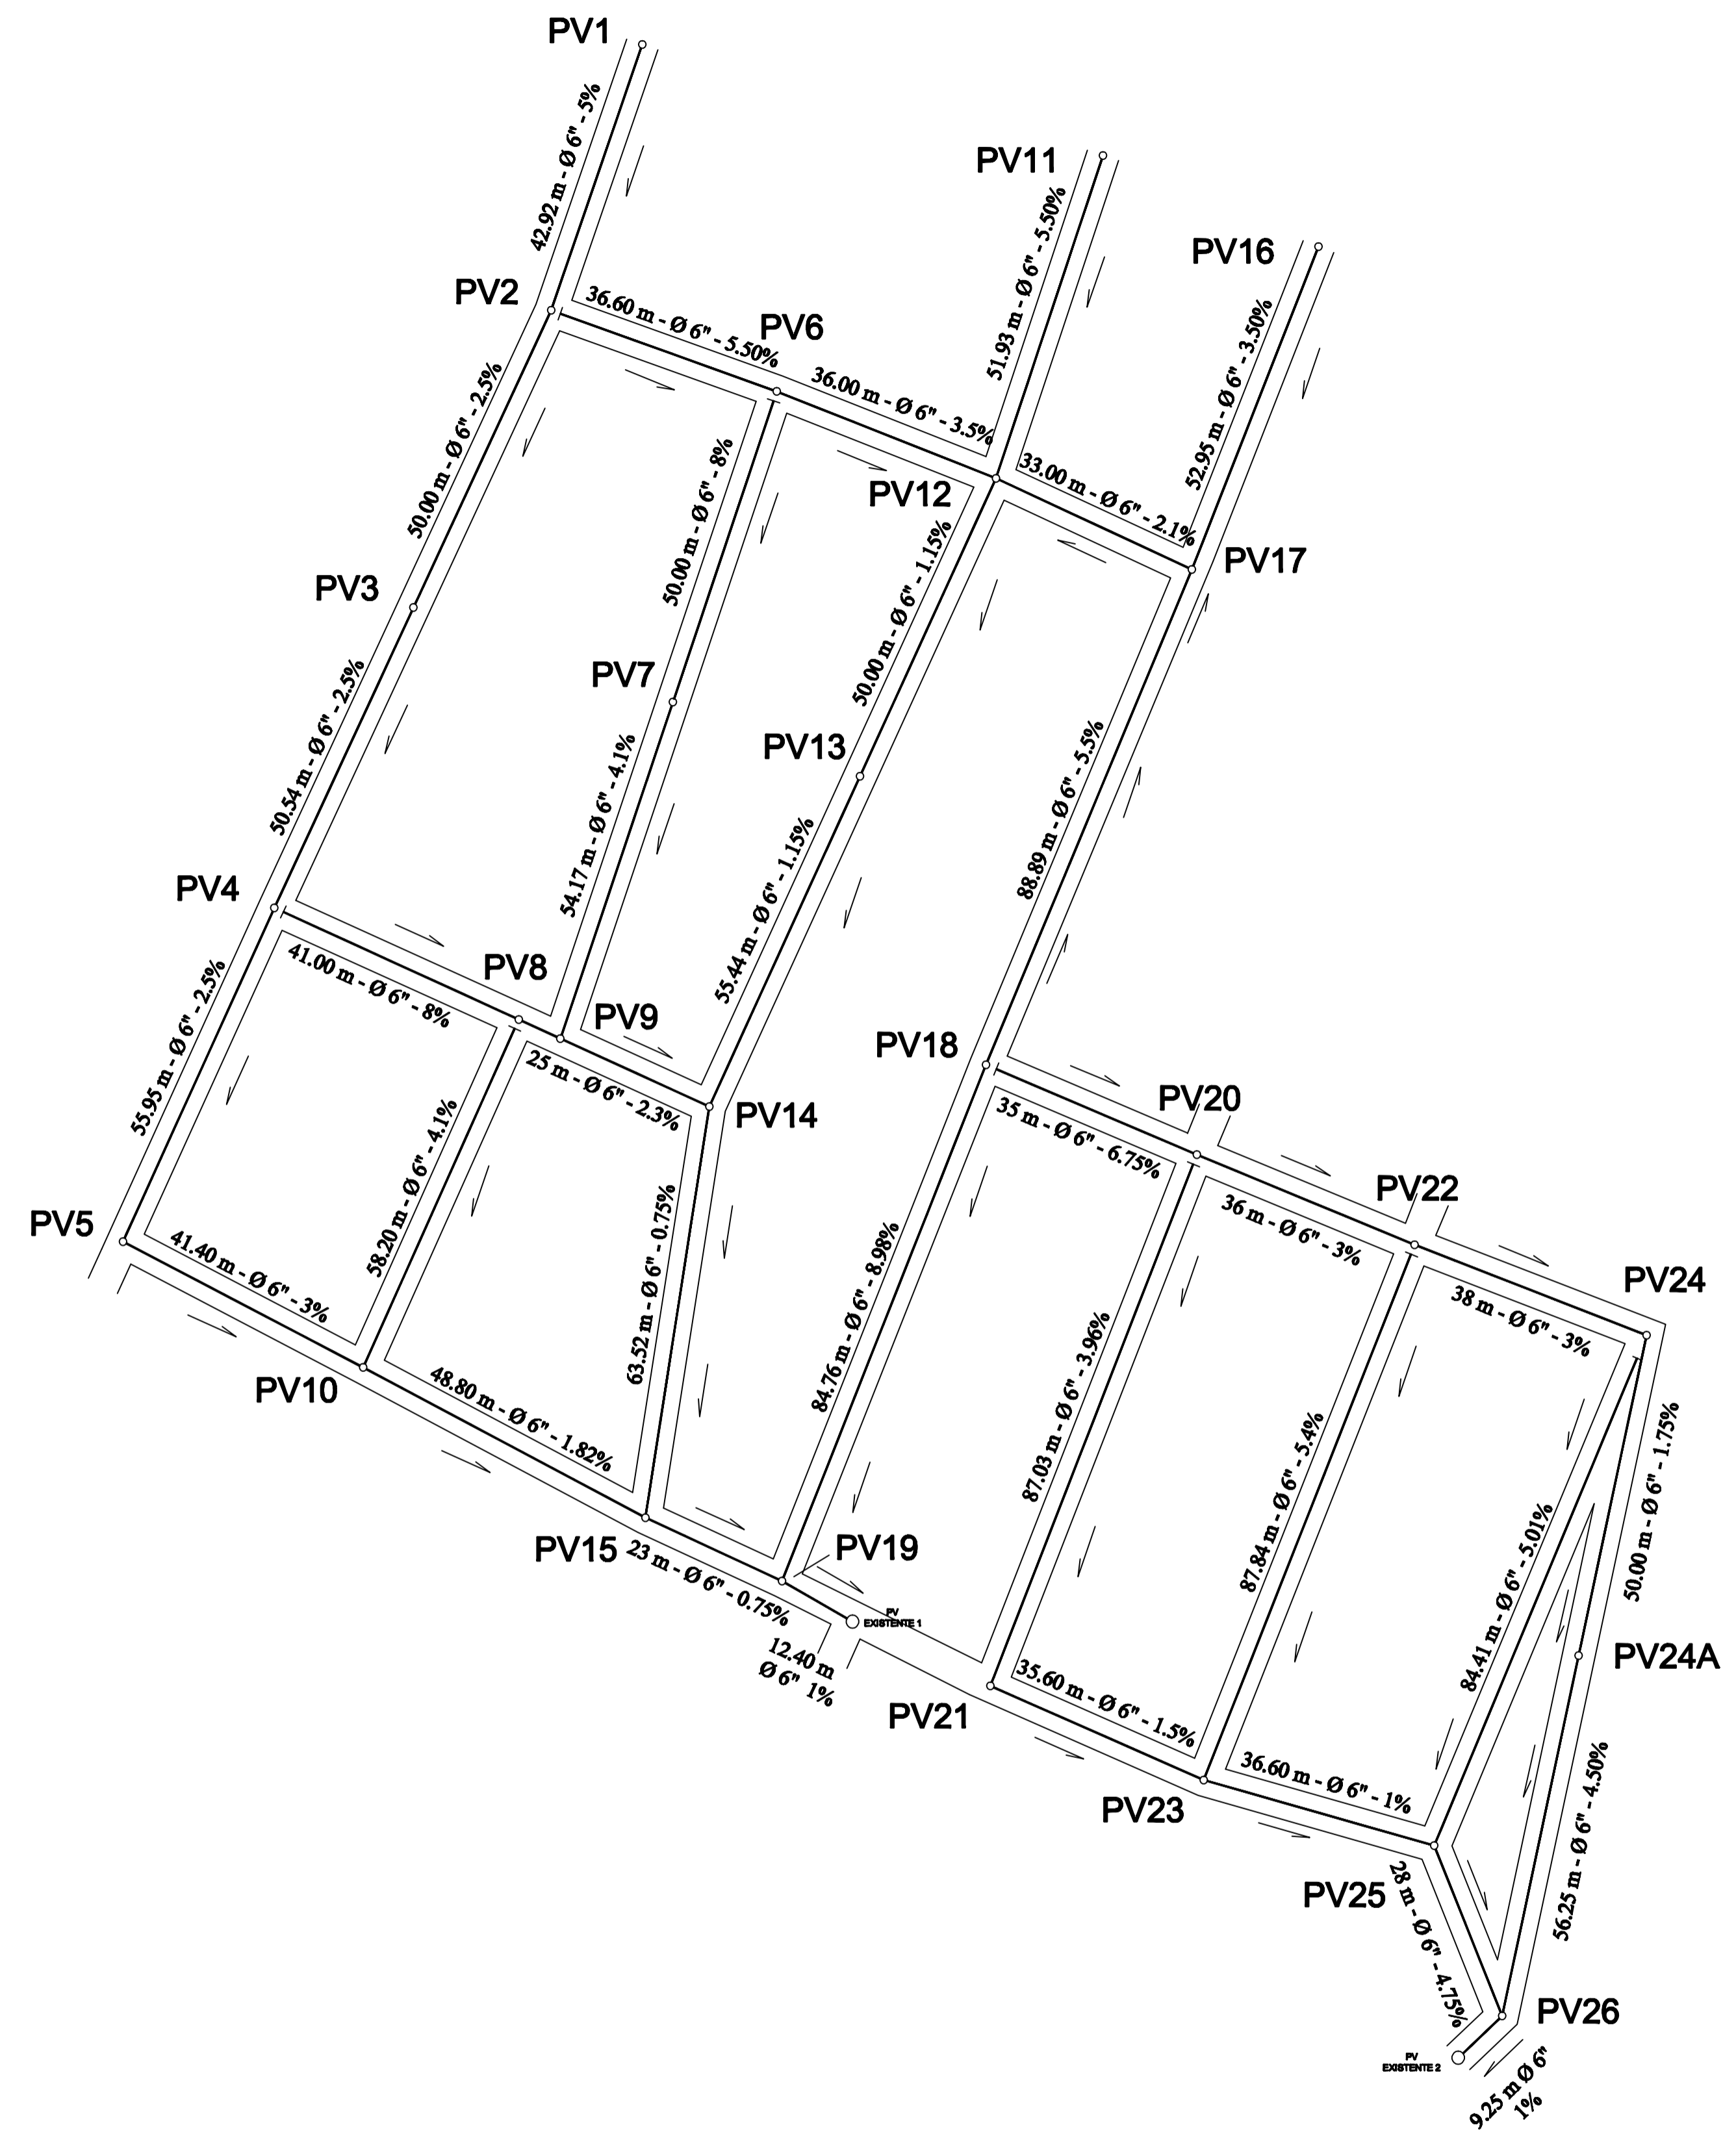 PV1
42.92 m - Ø 6" - 5%
PV11
51.93 m - Ø 6" - 5.50%
PV16
52.95 m - Ø 6" - 3.50%
PV2
36.60 m - Ø 6" - 5.50%
PV6
36.00 m - Ø 6" - 3.5%
PV12
33.00 m - Ø 6" - 2.1%
PV17
50.00 m - Ø 6" - 2.5%
50.00 m - Ø 6" - 8%
50.00 m - Ø 6" - 1.15%
PV3
PV7
PV13
50.54 m - Ø 6" - 2.5%
54.17 m - Ø 6" - 4.1%
55.44 m - Ø 6" - 1.15%
88.89 m - Ø 6" - 5.5%
PV4
41.00 m - Ø 6" - 8%
PV8
PV9
25 m - Ø 6" - 2.3%
PV14
PV18
35 m - Ø 6" - 6.75%
PV20
36 m - Ø 6" - 3%
PV22
38 m - Ø 6" - 3%
PV24
55.95 m - Ø 6" - 2.5%
58.20 m - Ø 6" - 4.1%
63.52 m - Ø 6" - 0.75%
84.76 m - Ø 6" - 8.98%
87.03 m - Ø 6" - 3.96%
87.84 m - Ø 6" - 5.4%
84.41 m - Ø 6" - 5.01%
50.00 m - Ø 6" - 1.75%
PV5
41.40 m - Ø 6" - 3%
PV10
48.80 m - Ø 6" - 1.82%
PV15
23 m - Ø 6" - 0.75%
PV19
PV
EXISTENTE 1
12.40 m
Ø 6" 1%
PV24A
PV21
35.60 m - Ø 6" - 1.5%
PV23
36.60 m - Ø 6" - 1%
PV25
28 m - Ø 6" - 4.75%
56.25 m - Ø 6" - 4.50%
PV26
PV
EXISTENTE 2
9.25 m Ø 6"
1%